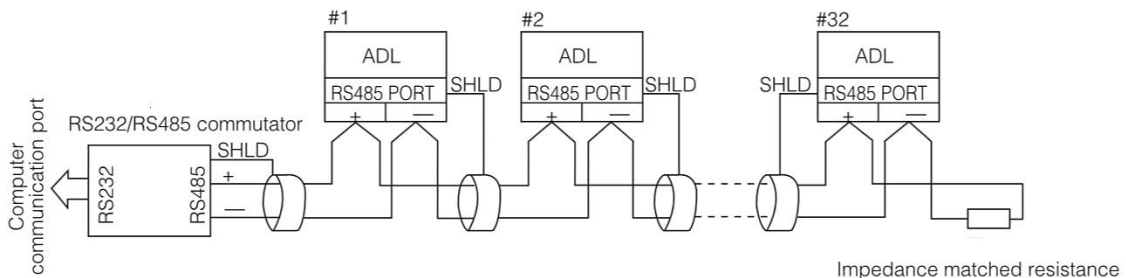 #1
#2
#32
ADL
ADL
ADL
RS485 PORT
SHLD
RS485 PORT
SHLD
SHLD
RS485 PORT
+
—
+
—
+
—
RS232/RS485 commutator
SHLD
Computer
communication port
RS232
RS485
+
—
Impedance matched resistance